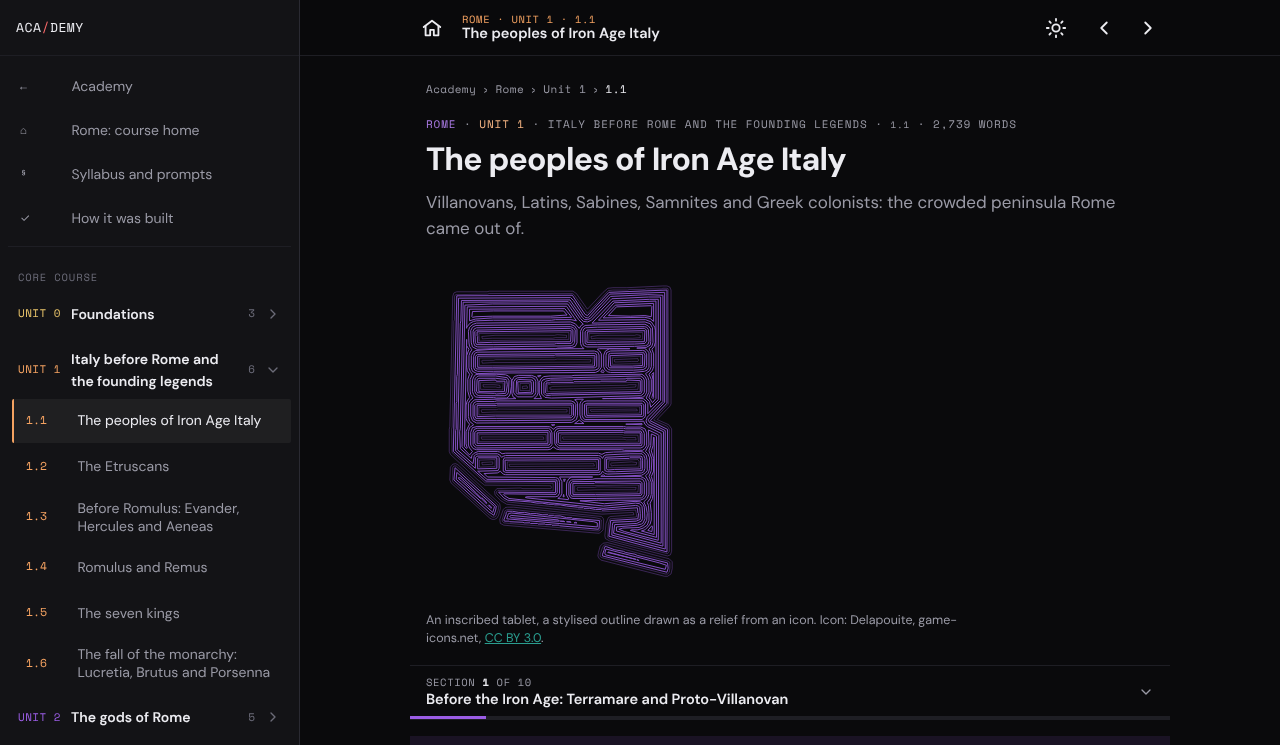 ACA/DEMY
← Academy
⌂ Rome: course home
§ Syllabus and prompts
✓ How it was built
CORE COURSE
UNIT 0 Foundations 3
UNIT 1 Italy before Rome and
the founding legends 6
1.1 The peoples of Iron Age Italy
1.2 The Etruscans
1.3 Before Romulus: Evander,
Hercules and Aeneas
1.4 Romulus and Remus
1.5 The seven kings
1.6 The fall of the monarchy:
Lucretia, Brutus and Porsenna
UNIT 2 The gods of Rome 5
ROME · UNIT 1 · 1.1
The peoples of Iron Age Italy
Academy › Rome › Unit 1 › 1.1
ROME · UNIT 1 · ITALY BEFORE ROME AND THE FOUNDING LEGENDS · 1.1 · 2,739 WORDS
The peoples of Iron Age Italy
Villanovans, Latins, Sabines, Samnites and Greek colonists: the crowded peninsula Rome
came out of.
An inscribed tablet, a stylised outline drawn as a relief from an icon. Icon: Delapouite, game-
icons.net, CC BY 3.0.
SECTION 1 OF 10
Before the Iron Age: Terramare and Proto-Villanovan